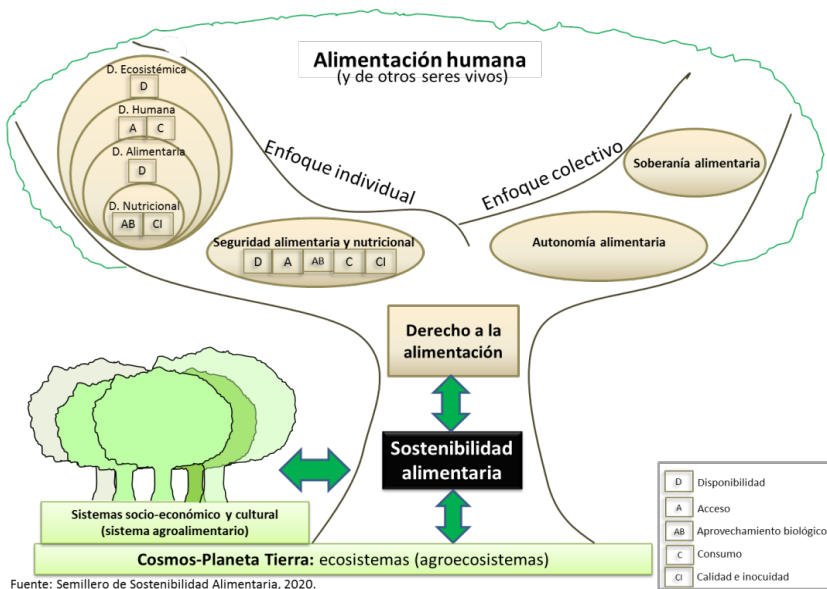 Alimentación humana
(y de otros seres vivos)
D. Ecosistémica
D
D. Humana
A C
D. Alimentaria
D
D. Nutricional
AB CI
Enfoque individual
Enfoque colectivo
Soberanía alimentaria
Seguridad alimentaria y nutricional
D A AB C CI
Autonomía alimentaria
Derecho a la
alimentación
Sostenibilidad
alimentaria
Sistemas socio-económico y cultural
(sistema agroalimentario)
Cosmos-Planeta Tierra: ecosistemas (agroecosistemas)
D Disponibilidad
A Acceso
AB Aprovechamiento biológico
C Consumo
CI Calidad e inocuidad
Fuente: Semillero de Sostenibilidad Alimentaria, 2020.